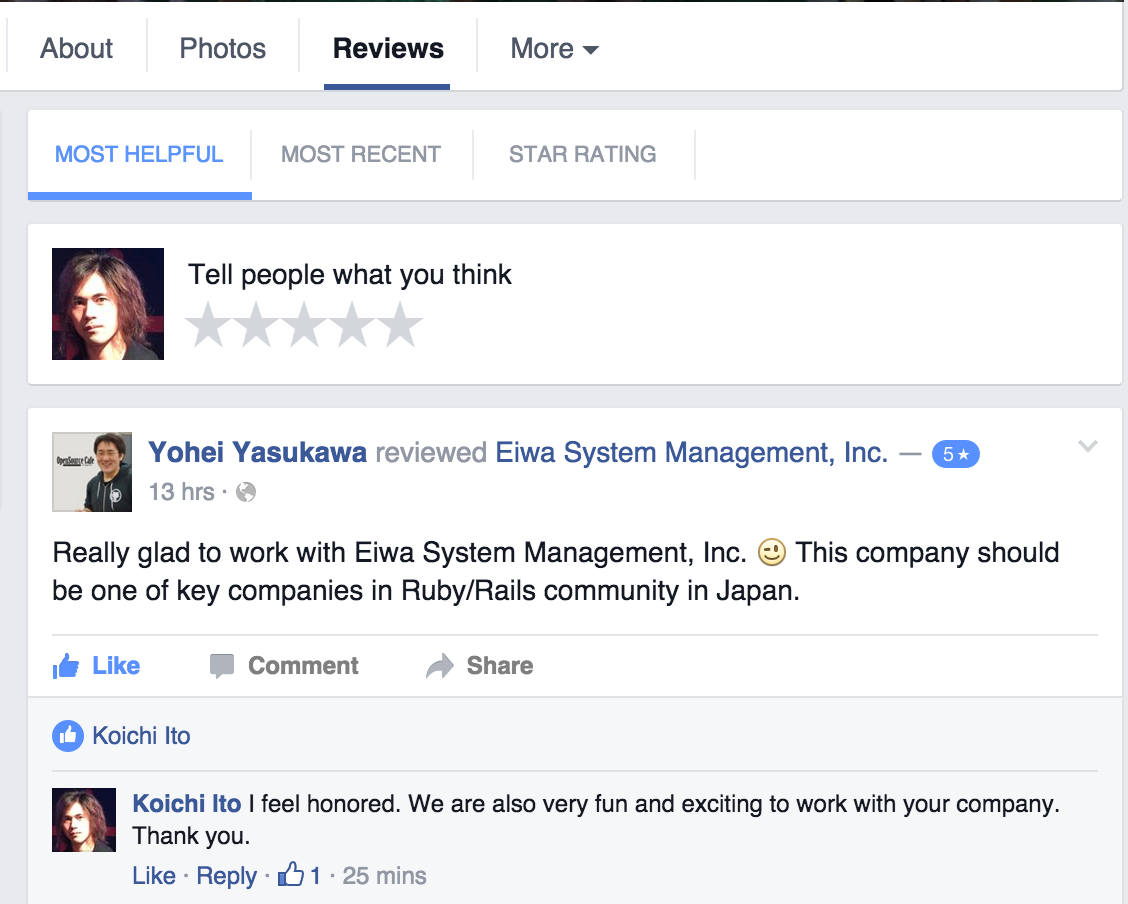 About Photos Reviews More
MOST HELPFUL MOST RECENT STAR RATING
Tell people what you think
OpenSource Cafe
Yohei Yasukawa reviewed Eiwa System Management, Inc. — 5★
13 hrs ·
Really glad to work with Eiwa System Management, Inc. 😉 This company should
be one of key companies in Ruby/Rails community in Japan.
Like Comment Share
Koichi Ito
Koichi Ito I feel honored. We are also very fun and exciting to work with your company.
Thank you.
Like · Reply · 1 · 25 mins